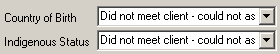 Country of Birth Did not meet client - could not as
Indigenous Status Did not meet client - could not as